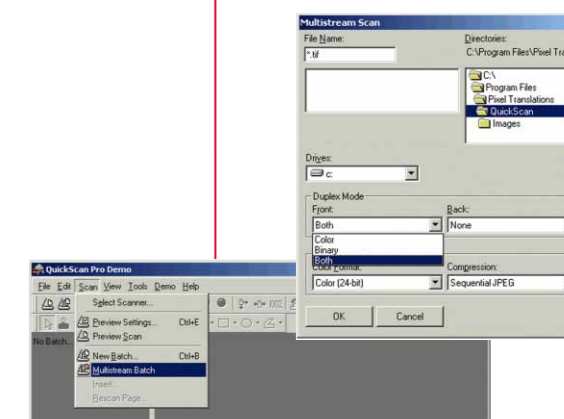 Multistream Scan
File Name:
*.tif
Directories:
C:\Program Files\Pixel Tra
C:\
Program Files
Pixel Translations
QuickScan
Images
Drives:
c:
Duplex Mode
Front:
Back:
Both
None
Color
Binary
Both
Color Format:
Compression:
Color (24-bit)
Sequential JPEG
OK
Cancel
QuickScan Pro Demo
File Edit Scan View Tools Demo Help
Select Scanner...
Preview Settings... Ctrl+E
Preview Scan
No Batch...
New Batch... Ctrl+B
Multistream Batch
Insert...
Rescan Page...